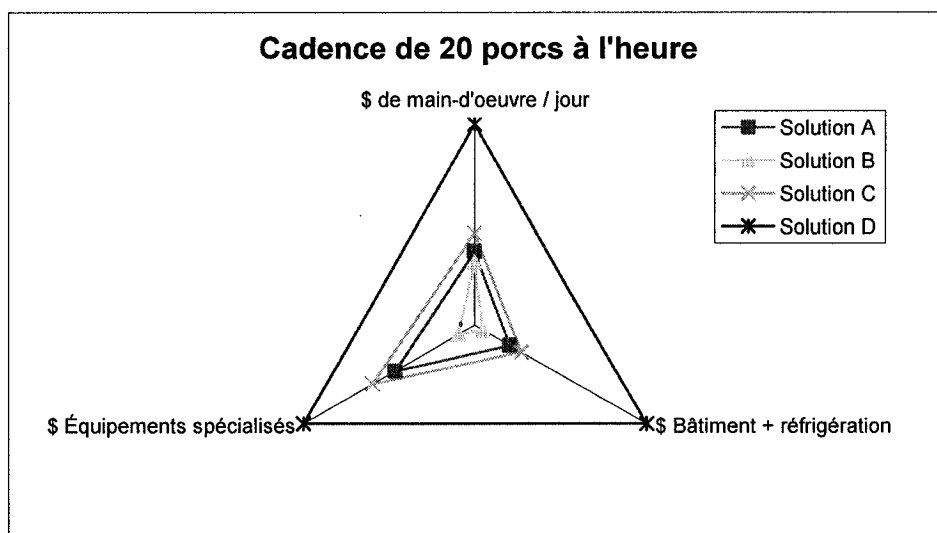 Cadence de 20 porcs à l'heure
$ de main-d'oeuvre / jour
Solution A
Solution B
Solution C
Solution D
$ Équipements spécialisés
$ Bâtiment + réfrigération